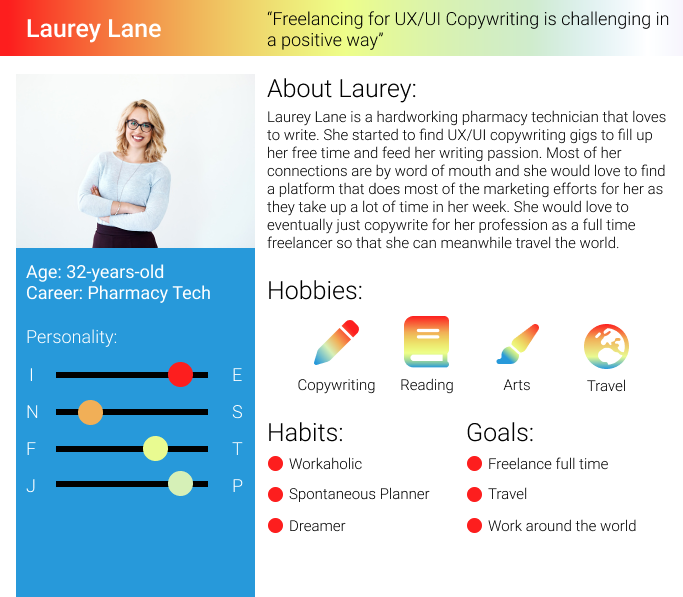 Laurey Lane
“Freelancing for UX/UI Copywriting is challenging in
a positive way”
About Laurey:
Laurey Lane is a hardworking pharmacy technician that loves
to write. She started to find UX/UI copywriting gigs to fill up
her free time and feed her writing passion. Most of her
connections are by word of mouth and she would love to find
a platform that does most of the marketing efforts for her as
they take up a lot of time in her week. She would love to
eventually just copywrite for her profession as a full time
freelancer so that she can meanwhile travel the world.
Age: 32-years-old
Career: Pharmacy Tech
Personality:
I E
N S
F T
J P
Hobbies:
Copywriting Reading Arts Travel
Habits:
Workaholic
Spontaneous Planner
Dreamer
Goals:
Freelance full time
Travel
Work around the world